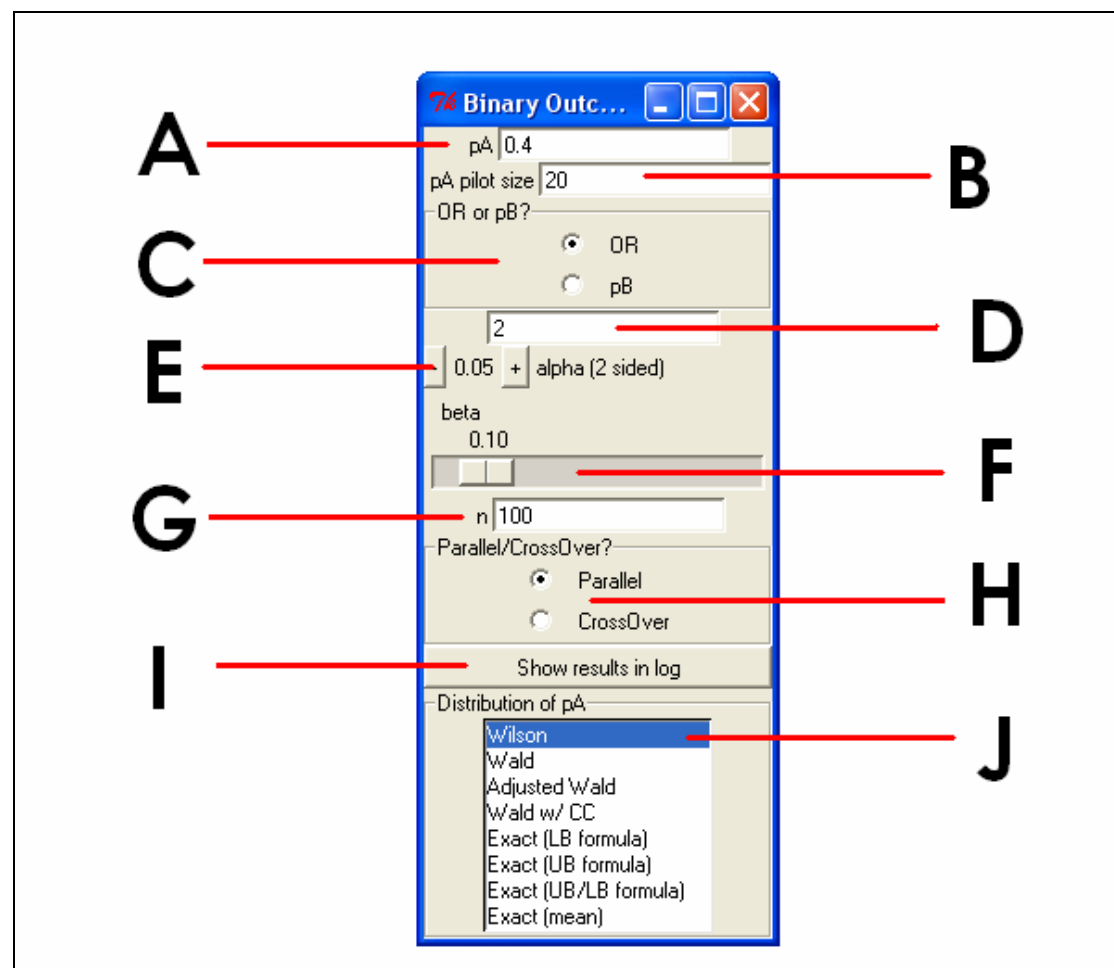 7k Binary Outc...
A
pA 0.4
pA pilot size 20
B
OR or pB?
C
OR
pB
2
D
E
- 0.05 + alpha (2 sided)
beta
0.10
F
G
n 100
Parallel/CrossOver?
Parallel
H
CrossOver
I
Show results in log
Distribution of pA
Wilson
J
Wald
Adjusted Wald
Wald w/ CC
Exact (LB formula)
Exact (UB formula)
Exact (UB/LB formula)
Exact (mean)